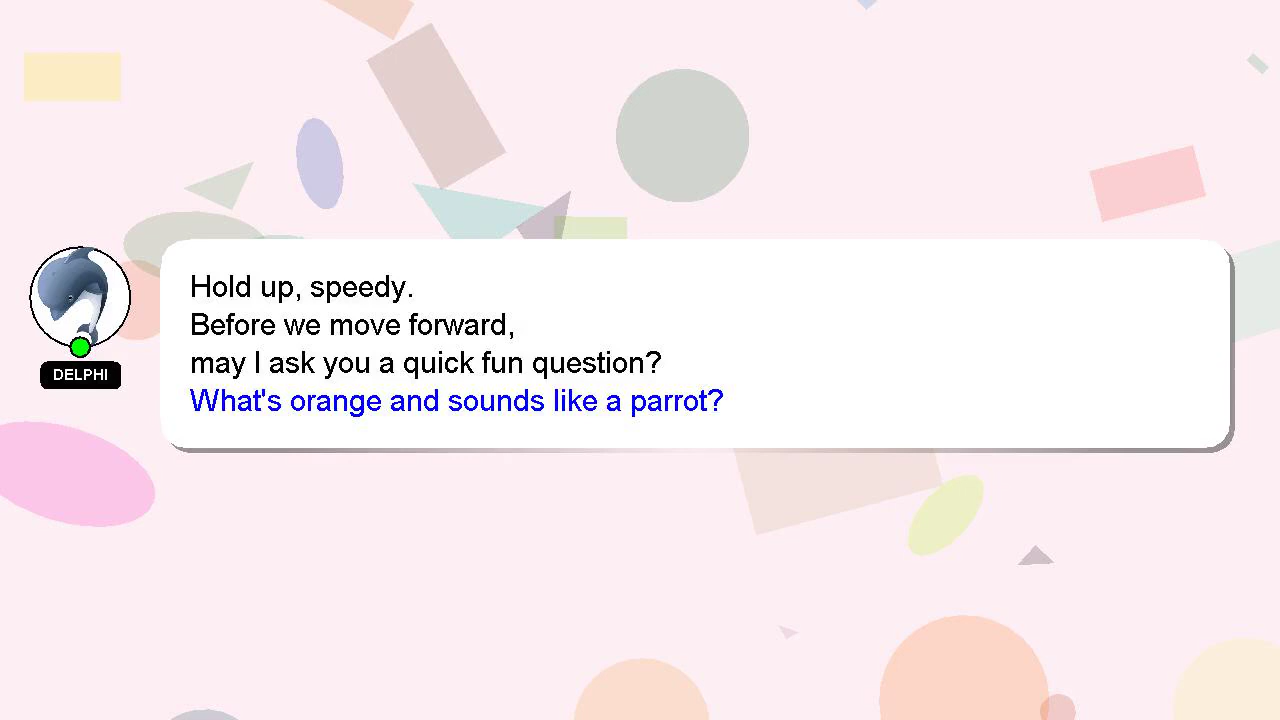 Hold up, speedy.
Before we move forward,
may I ask you a quick fun question?
What's orange and sounds like a parrot?
DELPHI